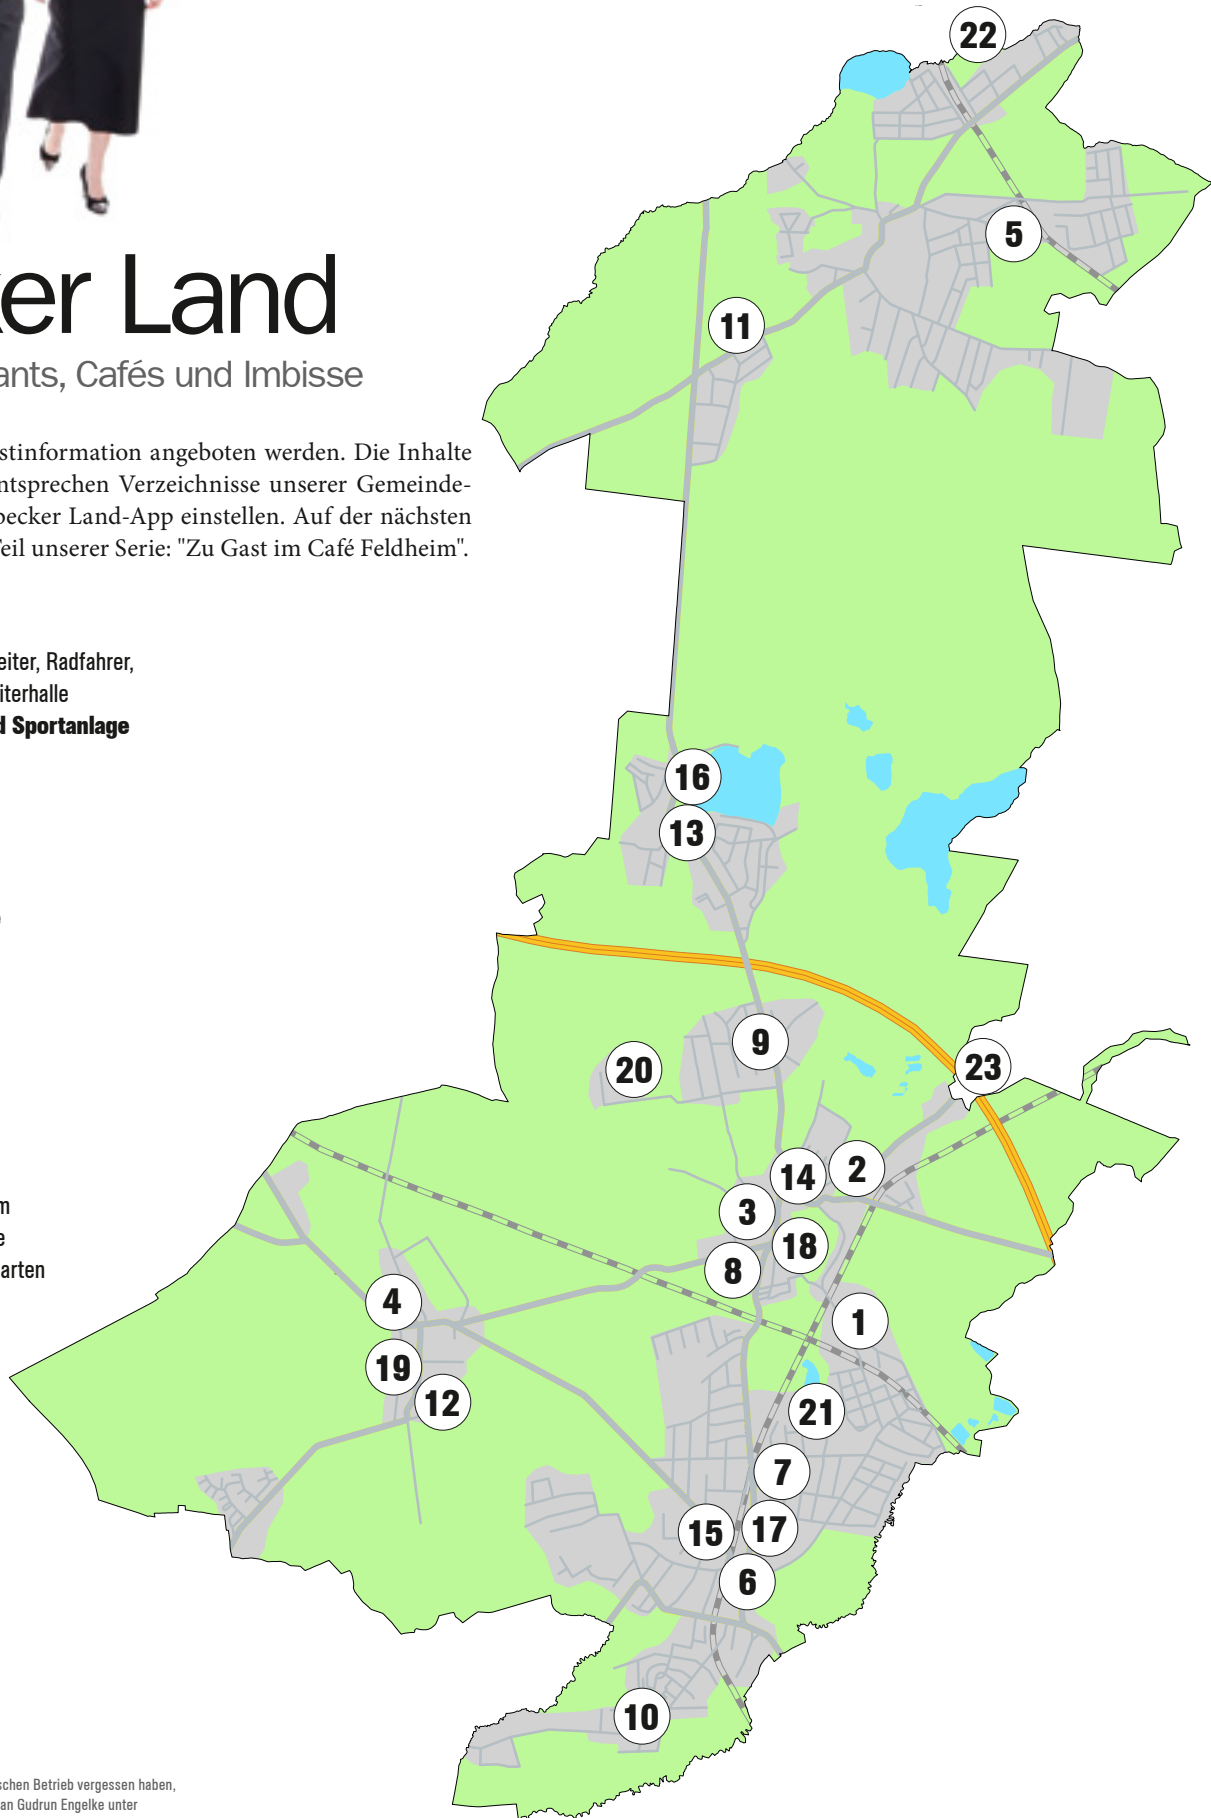 er Land
ants, Cafés und Imbisse
stinformation angeboten werden. Die Inhalte
ntsprechen Verzeichnisse unserer Gemeinde-
becker Land-App einstellen. Auf der nächsten
Teil unserer Serie: "Zu Gast im Café Feldheim".
eiter, Radfahrer,
iterhalle
d Sportanlage
m
e
arten
schen Betrieb vergessen haben,
an Gudrun Engelke unter
22
5
11
16
13
9
20
23
14
2
3
18
8
4
1
19
12
21
7
15
17
6
10